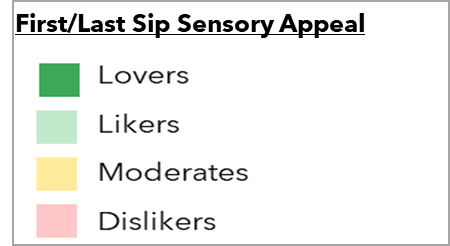 First/Last Sip Sensory Appeal
Lovers
Likers
Moderates
Dislikers